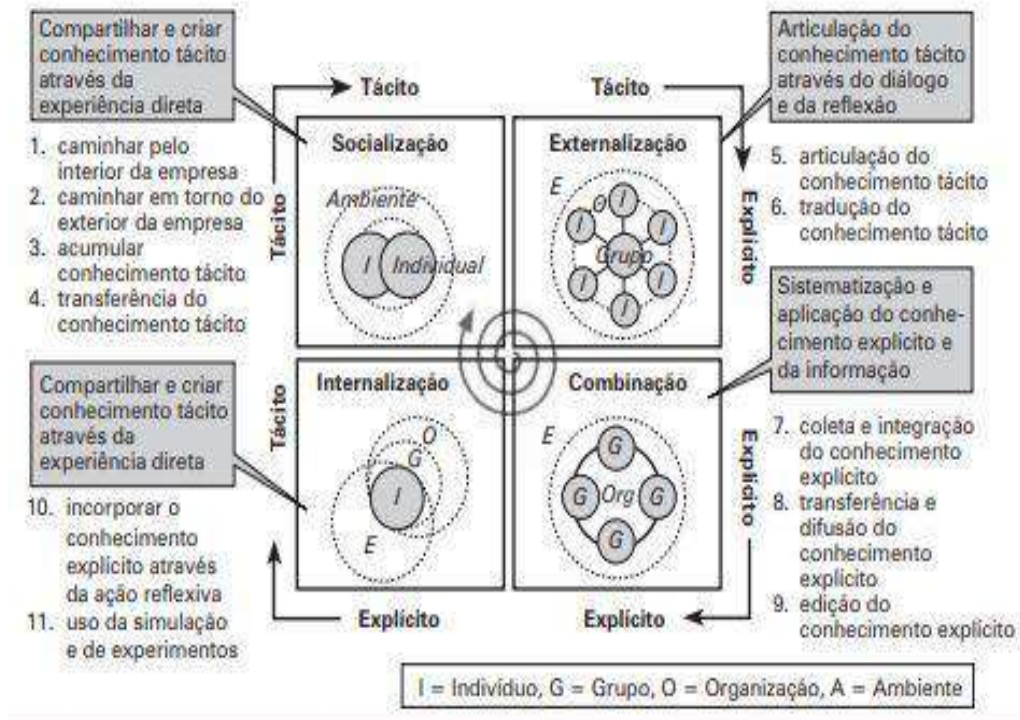 Compartilhar e criar
conhecimento tácito
através da
experiência direta
1. caminhar pelo
interior da empresa
2. caminhar em torno do
exterior da empresa
3. acumular
conhecimento tácito
4. transferência do
conhecimento tácito
Tácito
Tácito
Socialização
Ambiente
I
Individual
Tácito
Externalização
E
G
I
I
I
Grupo
I
I
I
Explícito
Articulação do
conhecimento tácito
através do diálogo
e da reflexão
5. articulação do
conhecimento tácito
6. tradução do
conhecimento tácito
Compartilhar e criar
conhecimento tácito
através da
experiência direta
10. incorporar o
conhecimento
explícito através
da ação reflexiva
11. uso da simulação
e de experimentos
Tácito
Internalização
O
G
I
E
Explícito
Combinação
E
G
G
Org
G
G
Explícito
Explícito
Sistematização e
aplicação do conhe-
cimento explícito e
da informação
7. coleta e integração
do conhecimento
explícito
8. transferência e
difusão do
conhecimento
explícito
9. edição do
conhecimento explícito
I = Indivíduo, G = Grupo, O = Organização, A = Ambiente